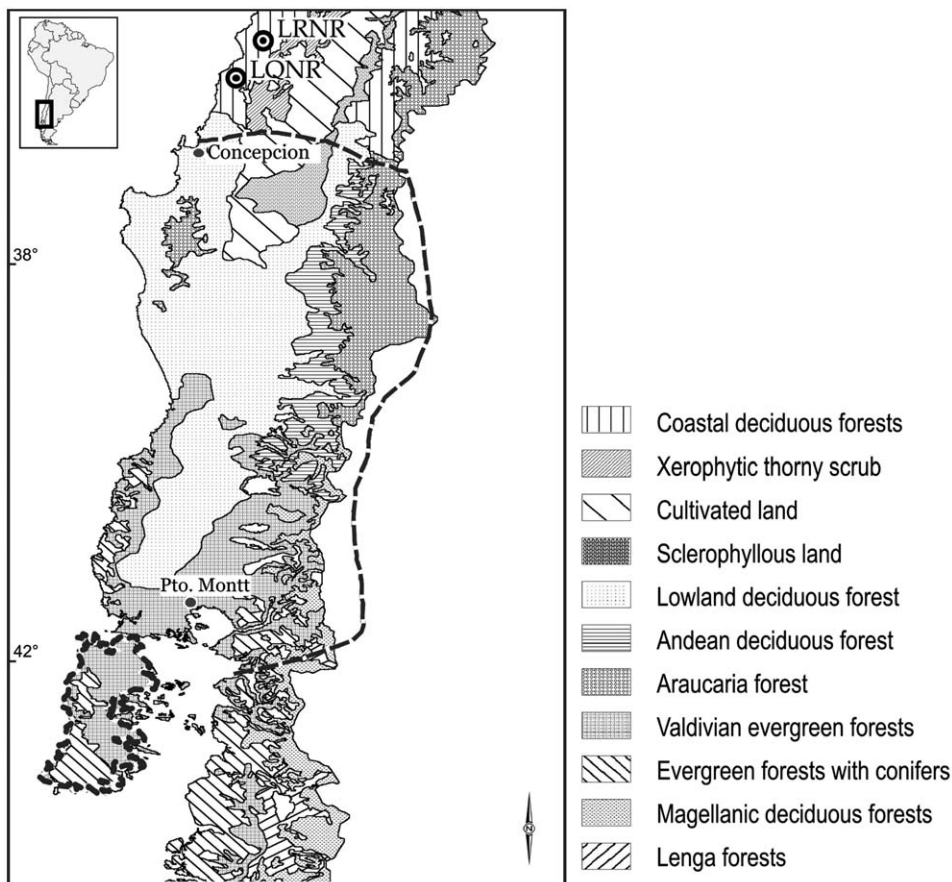 LRNR
LQNR
Concepcion
38°
Pto. Montt
42°
N
Coastal deciduous forests
Xerophytic thorny scrub
Cultivated land
Sclerophyllous land
Lowland deciduous forest
Andean deciduous forest
Araucaria forest
Valdivian evergreen forests
Evergreen forests with conifers
Magellanic deciduous forests
Lenga forests